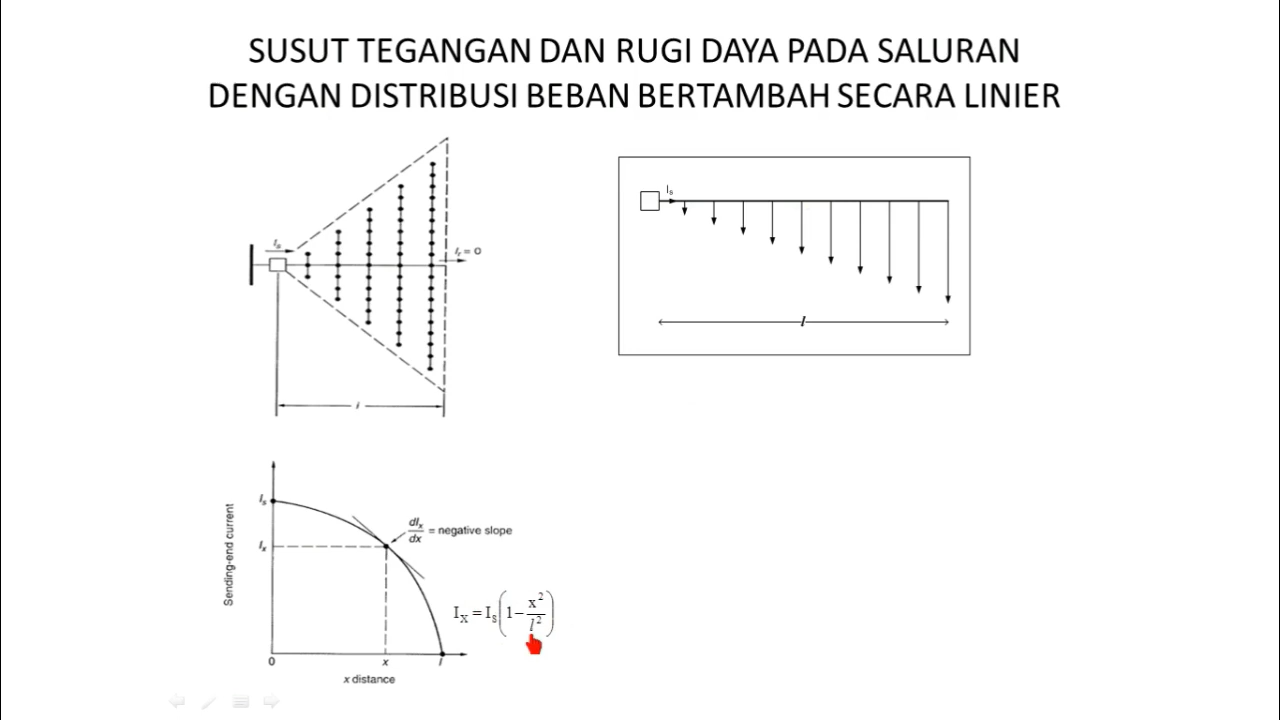 SUSUT TEGANGAN DAN RUGI DAYA PADA SALURAN
DENGAN DISTRIBUSI BEBAN BERTAMBAH SECARA LINIER
Is
Ir = 0
l
Is
l
Sending-end current
Is
Ix
dIx/dx = negative slope
IX = IS(1 − x²/l²)
0
x
l
x distance